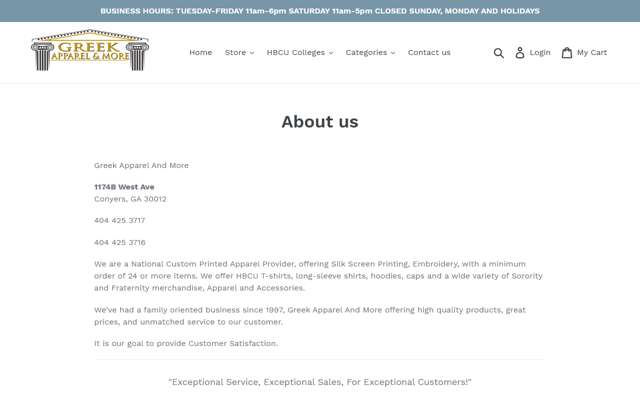 BUSINESS HOURS: TUESDAY-FRIDAY 11am-6pm SATURDAY 11am-5pm CLOSED SUNDAY, MONDAY AND HOLIDAYS
GREEK
APPAREL & MORE
Home Store HBCU Colleges Categories Contact us Login My Cart
About us
Greek Apparel And More
1174B West Ave
Conyers, GA 30012
404 425 3717
404 425 3716
We are a National Custom Printed Apparel Provider, offering Silk Screen Printing, Embroidery, with a minimum
order of 24 or more items. We offer HBCU T-shirts, long-sleeve shirts, hoodies, caps and a wide variety of Sorority
and Fraternity merchandise, Apparel and Accessories.
We've had a family oriented business since 1997, Greek Apparel And More offering high quality products, great
prices, and unmatched service to our customer.
It is our goal to provide Customer Satisfaction.
"Exceptional Service, Exceptional Sales, For Exceptional Customers!"